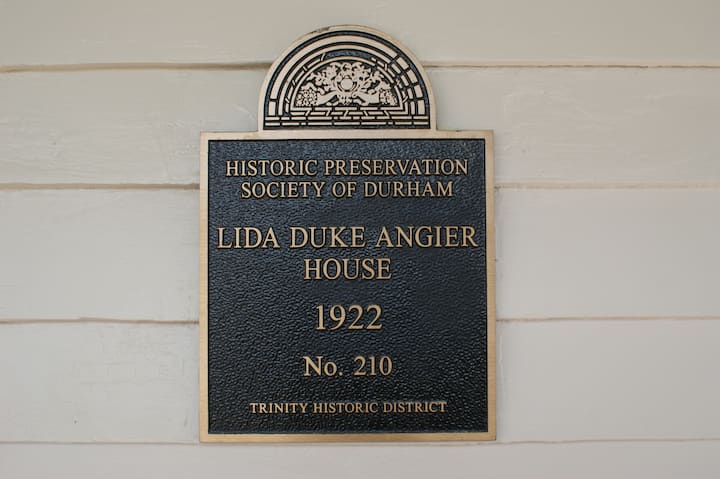 HISTORIC PRESERVATION
SOCIETY OF DURHAM
LIDA DUKE ANGIER
HOUSE
1922
No. 210
TRINITY HISTORIC DISTRICT